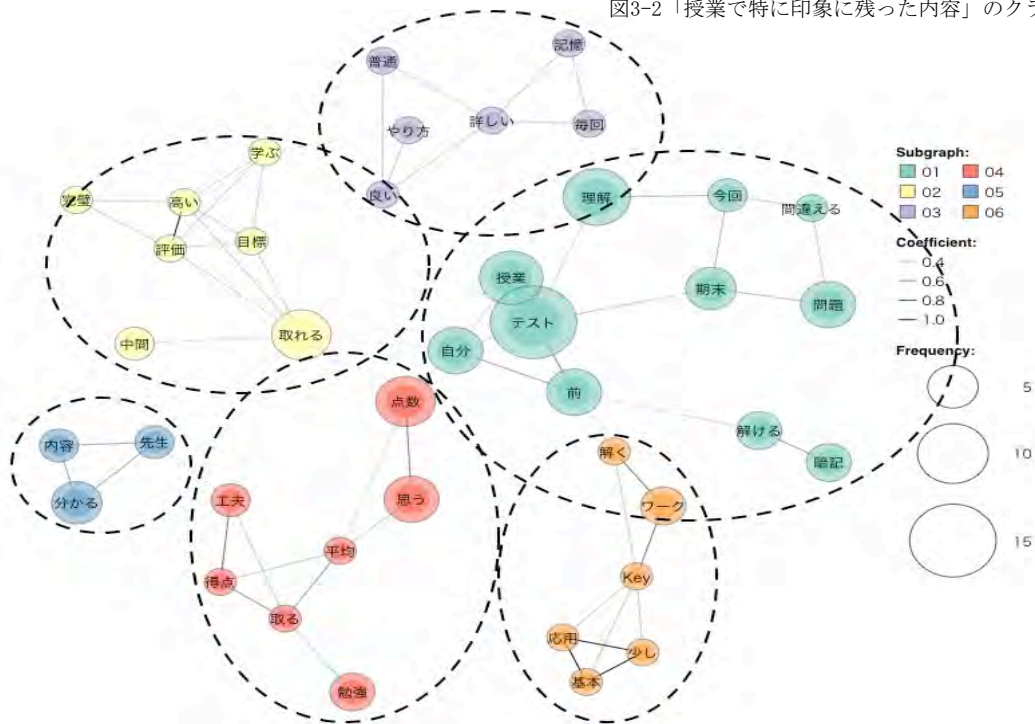 図3-2「授業で特に印象に残った内容」のクラ
普通
記憶
やり方
詳しい
毎回
良い
学ぶ
完璧
高い
評価
目標
取れる
中間
理解
今回
間違える
授業
期末
問題
テスト
自分
前
解ける
暗記
内容
先生
分かる
点数
思う
工夫
平均
得点
取る
勉強
解く
ワーク
Key
応用
少し
基本
Subgraph:
01 04
02 05
03 06
Coefficient:
0.4
0.6
0.8
1.0
Frequency:
5
10
15